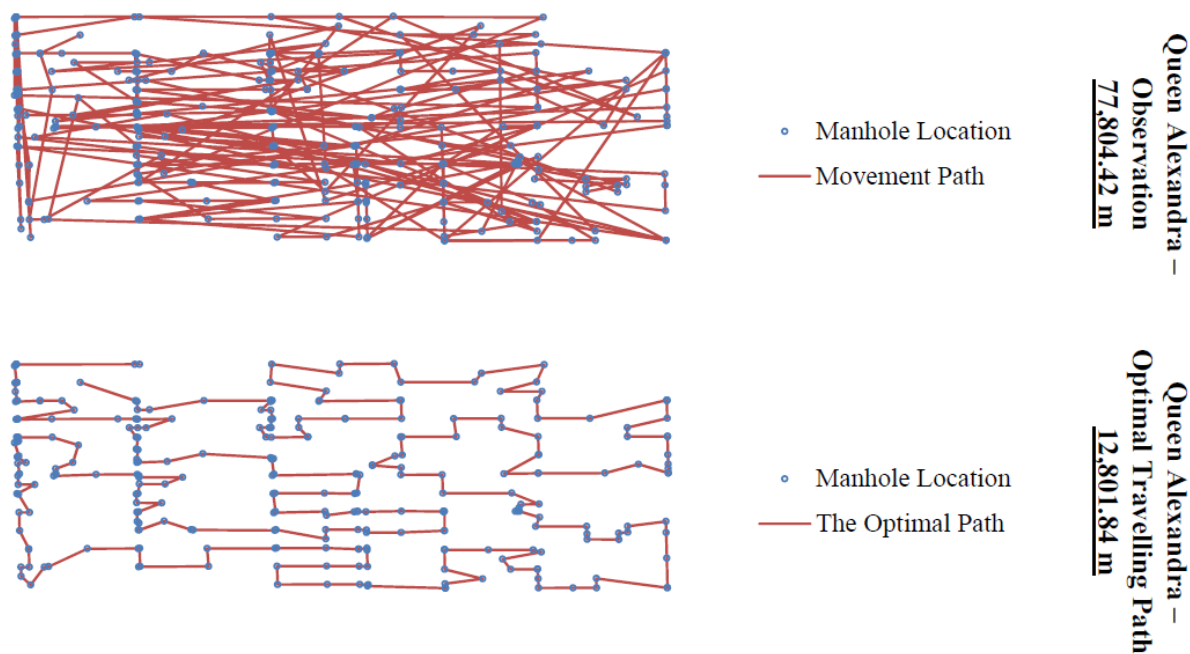 Manhole Location
Movement Path
Queen Alexandra –
Observation
77,804.42 m
Manhole Location
The Optimal Path
Queen Alexandra –
Optimal Travelling Path
12,801.84 m